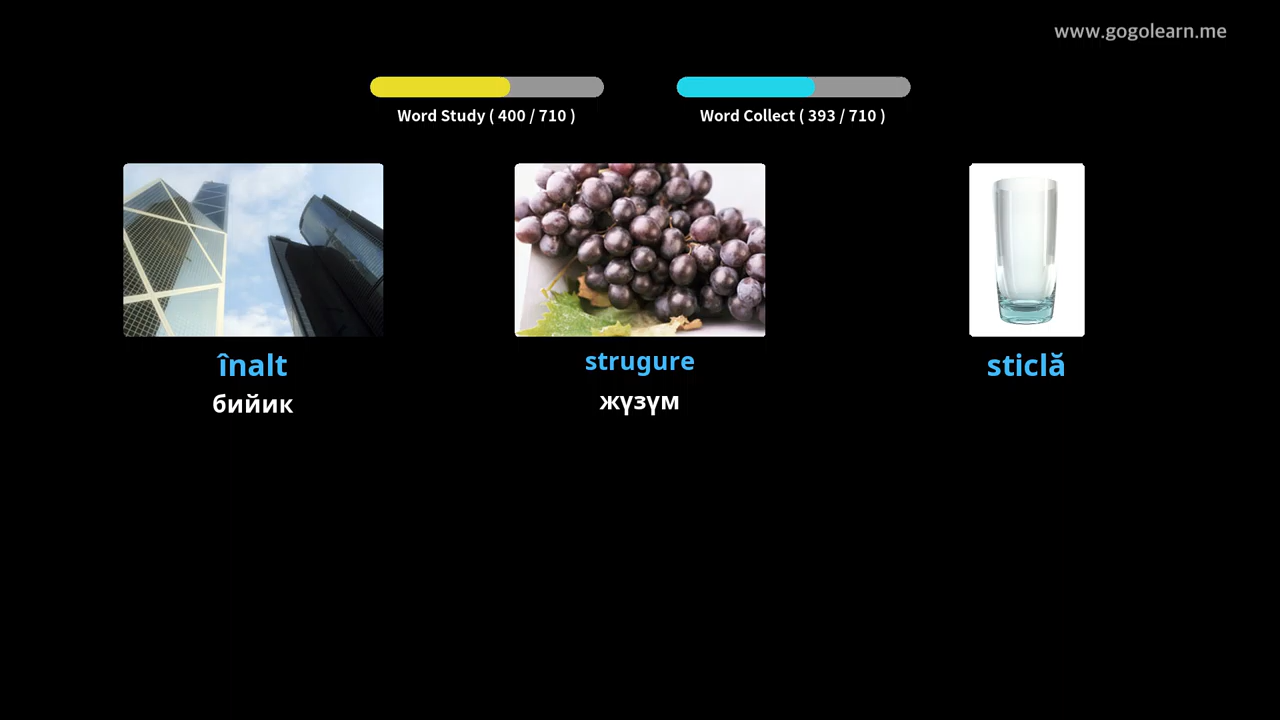 www.gogolearn.me
Word Study ( 400 / 710 )
Word Collect ( 393 / 710 )
înalt
бийик
strugure
жүзүм
sticlă